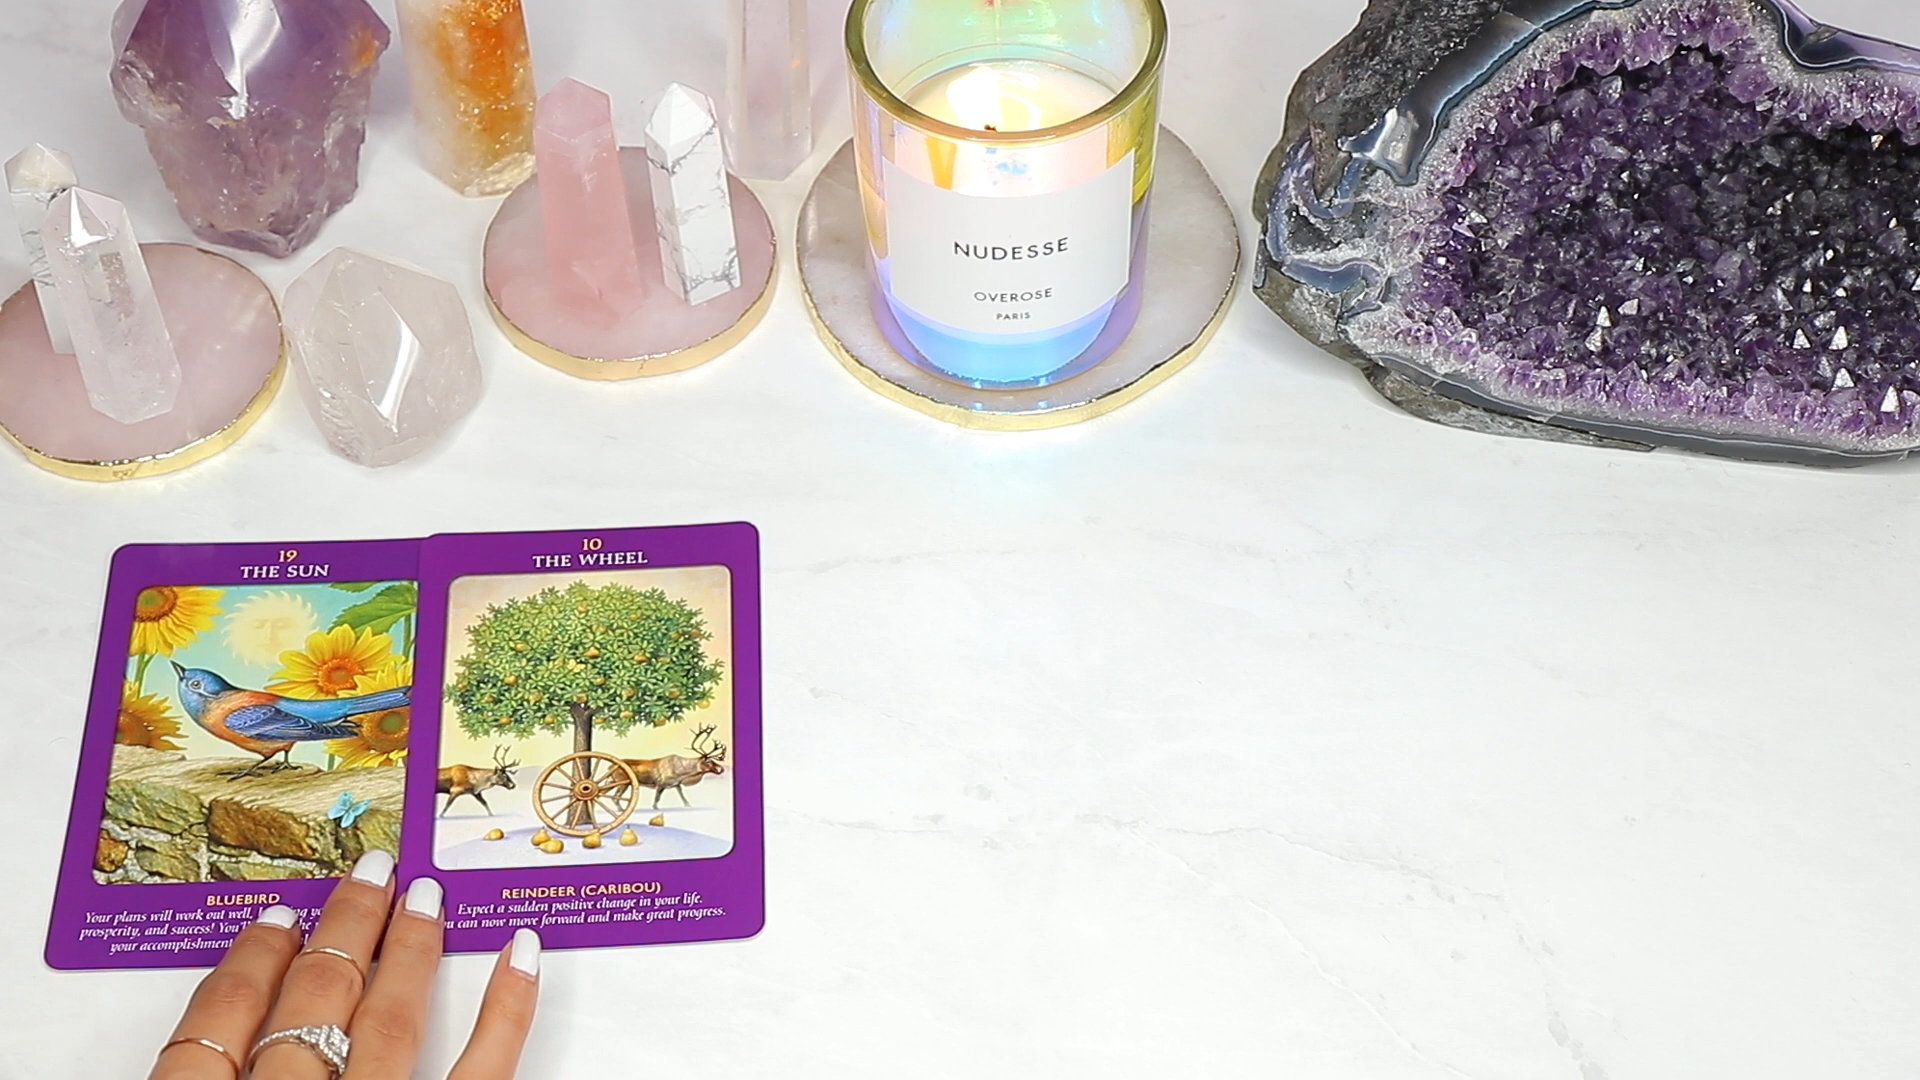 NUDESSE
OVEROSE
PARIS
19
THE SUN
BLUEBIRD
Your plans will work out well,
prosperity, and success! You'll
your accomplishment
10
THE WHEEL
REINDEER (CARIBOU)
Expect a sudden positive change in your life.
can now move forward and make great progress.